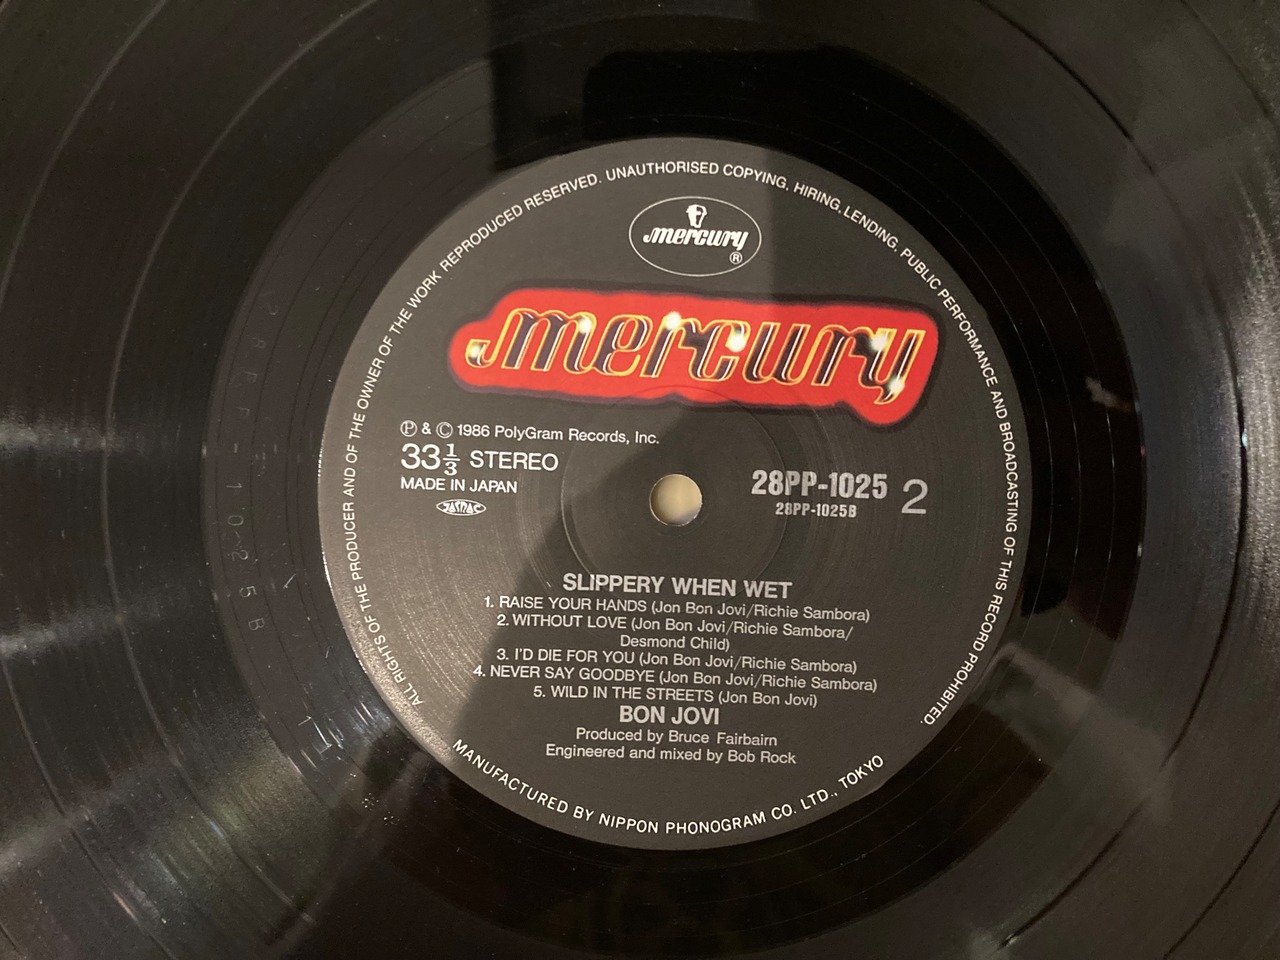 ALL RIGHTS OF THE PRODUCER AND OF THE OWNER OF THE WORK REPRODUCED RESERVED. UNAUTHORISED COPYING, HIRING, LENDING, PUBLIC PERFORMANCE AND BROADCASTING OF THIS RECORD PROHIBITED.
mercury
®
mercury
Ⓟ & © 1986 PolyGram Records, Inc.
33⅓ STEREO
MADE IN JAPAN
JASRAC
28PP-1025 2
28PP-1025B
SLIPPERY WHEN WET
1. RAISE YOUR HANDS (Jon Bon Jovi/Richie Sambora)
2. WITHOUT LOVE (Jon Bon Jovi/Richie Sambora/
Desmond Child)
3. I'D DIE FOR YOU (Jon Bon Jovi/Richie Sambora)
4. NEVER SAY GOODBYE (Jon Bon Jovi/Richie Sambora)
5. WILD IN THE STREETS (Jon Bon Jovi)
BON JOVI
Produced by Bruce Fairbairn
Engineered and mixed by Bob Rock
MANUFACTURED BY NIPPON PHONOGRAM CO. LTD., TOKYO